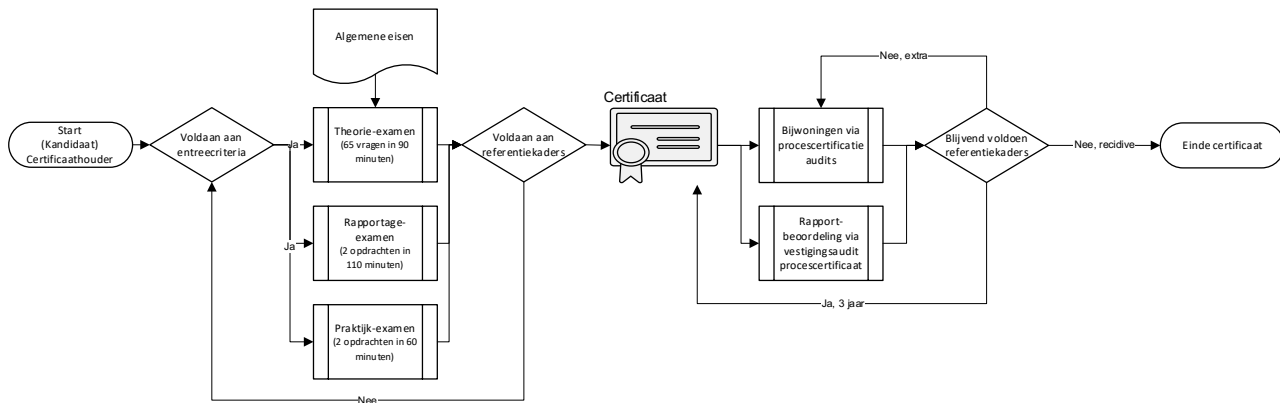 Algemene eisen
Start
(Kandidaat)
Certificaathouder
Voldaan aan
entreecriteria
Ja
Theorie-examen
(65 vragen in 90
minuten)
Ja
Rapportage-
examen
(2 opdrachten in
110 minuten)
Praktijk-examen
(2 opdrachten in 60
minuten)
Nee
Voldaan aan
referentiekaders
Certificaat
Bijwoningen via
procescertificatie
audits
Rapport-
beoordeling via
vestigingsaudit
procescertificaat
Nee, extra
Blijvend voldoen
referentiekaders
Ja, 3 jaar
Nee, recidive
Einde certificaat